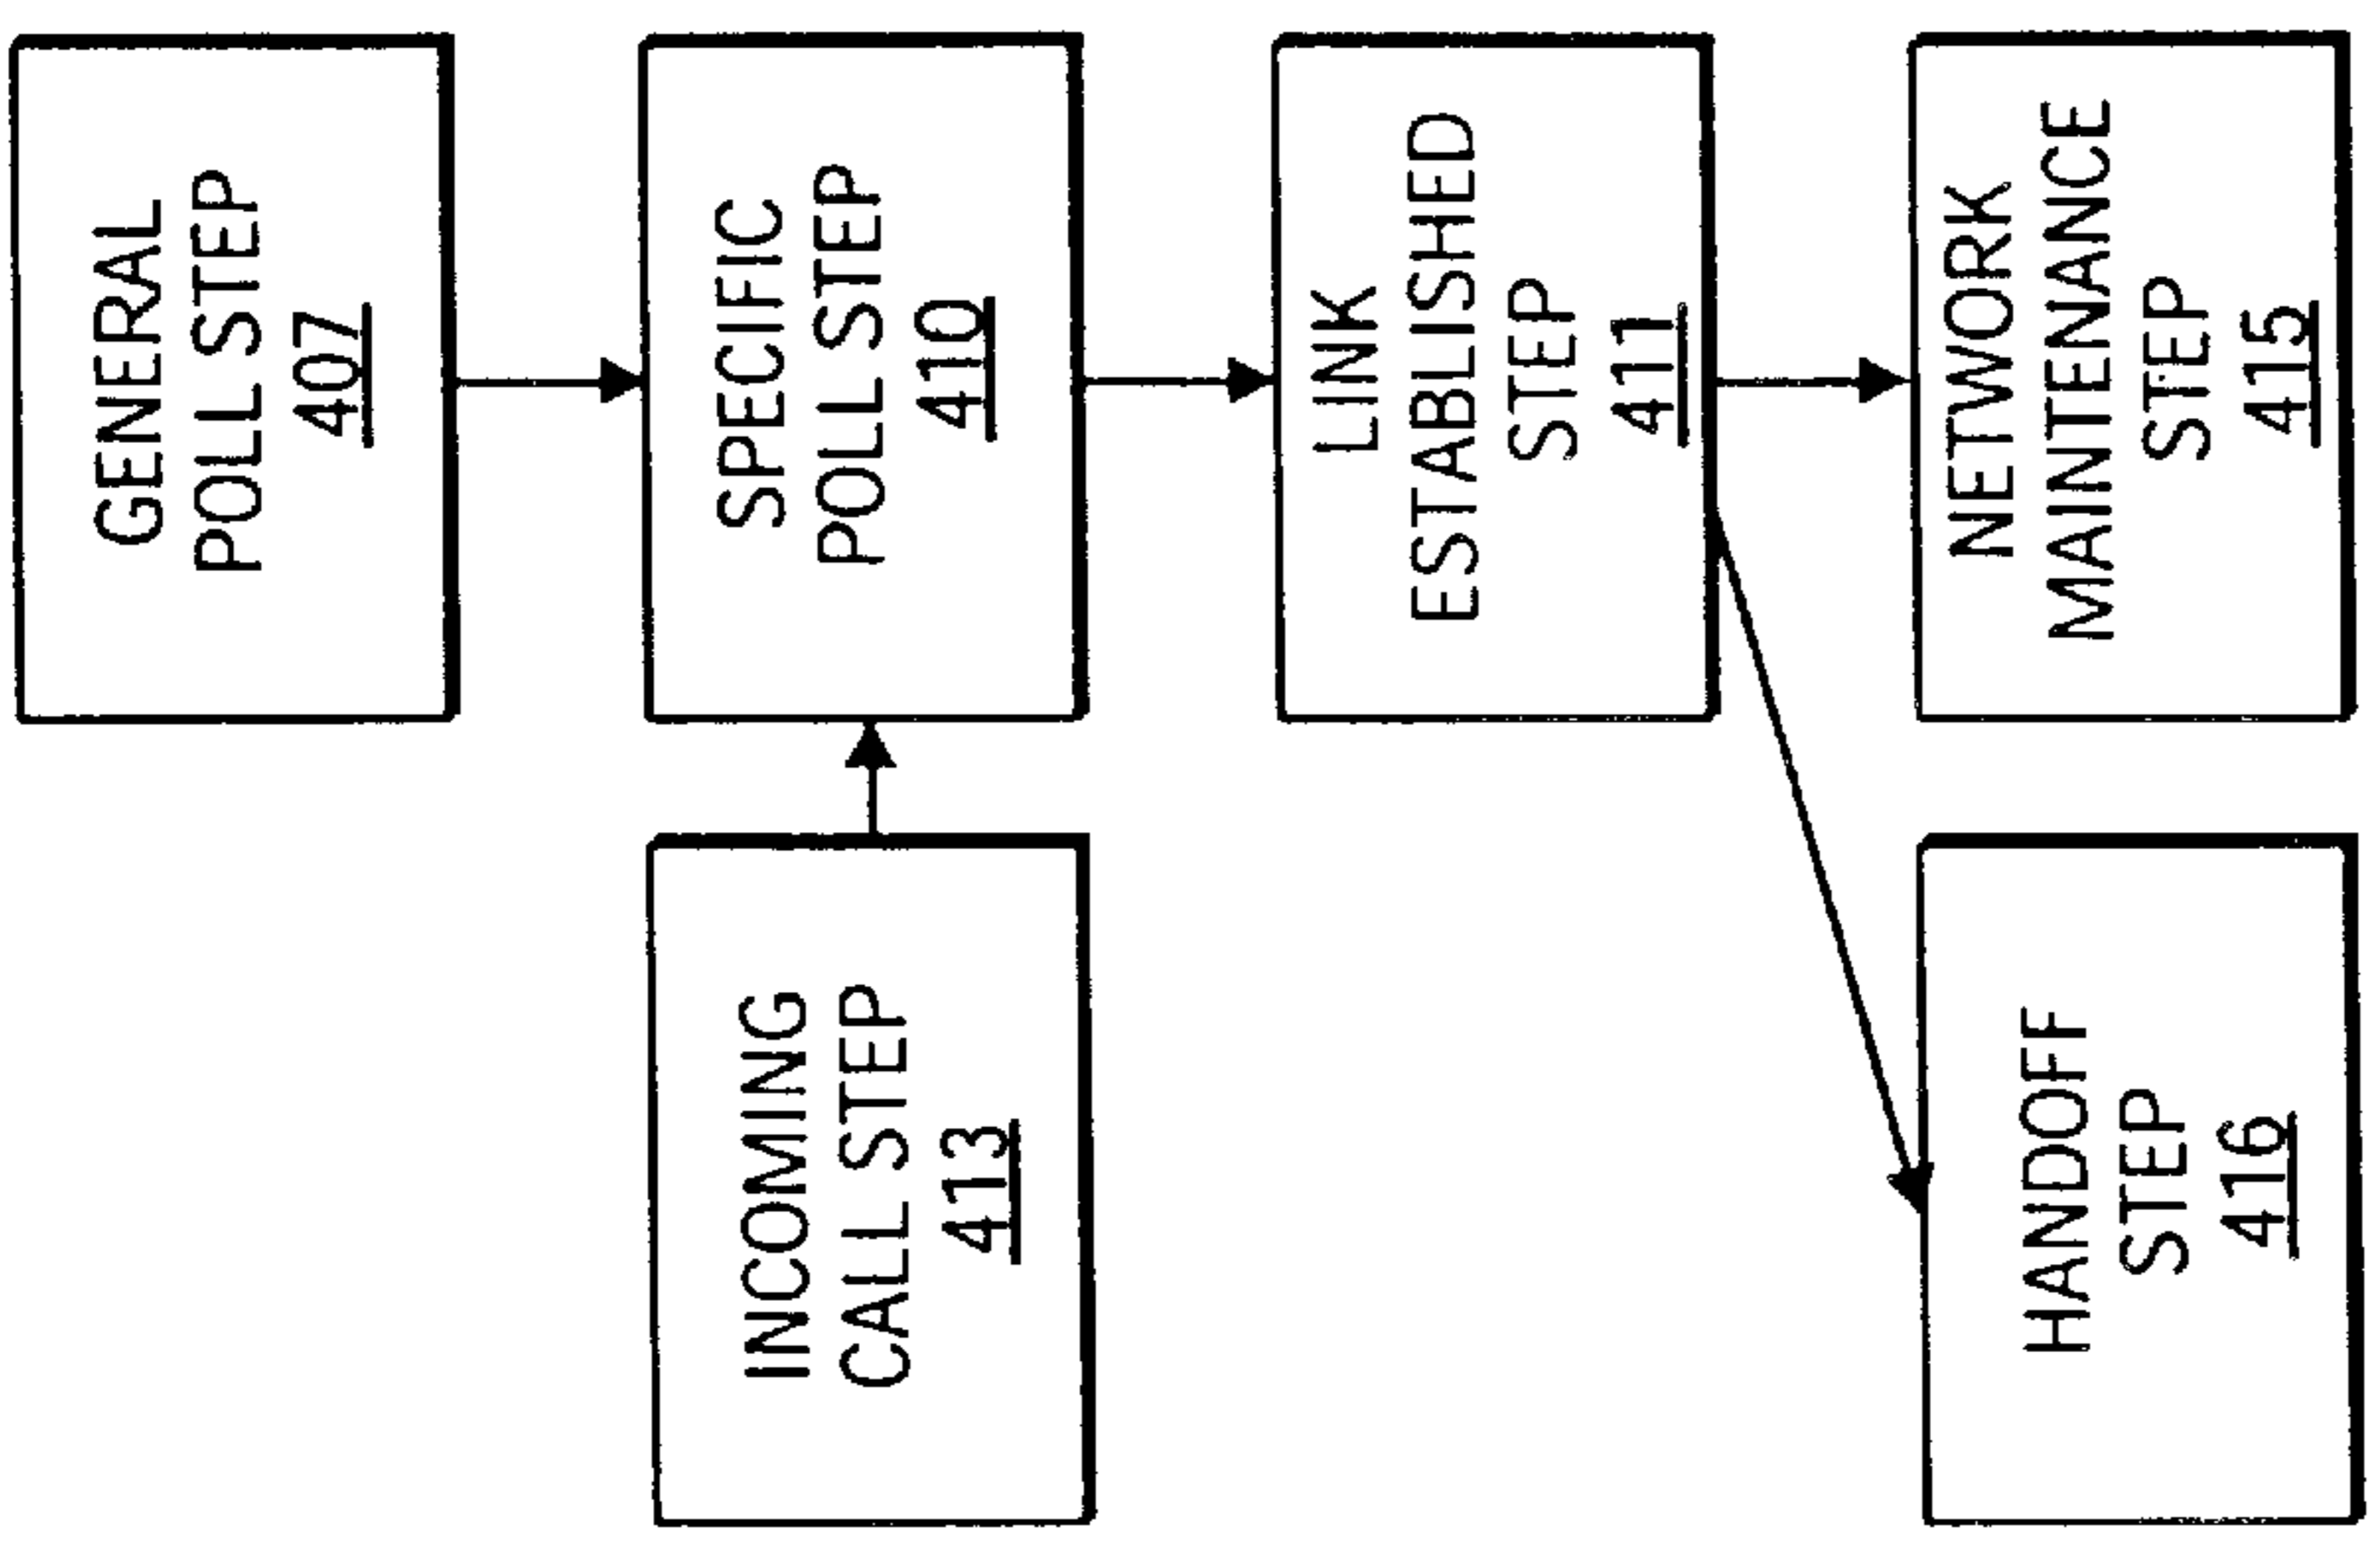 GENERAL
POLL STEP
407
SPECIFIC
POLL STEP
410
LINK
ESTABLISHED
STEP
411
NETWORK
MAINTENANCE
STEP
415
INCOMING
CALL STEP
413
HANDOFF
STEP
416